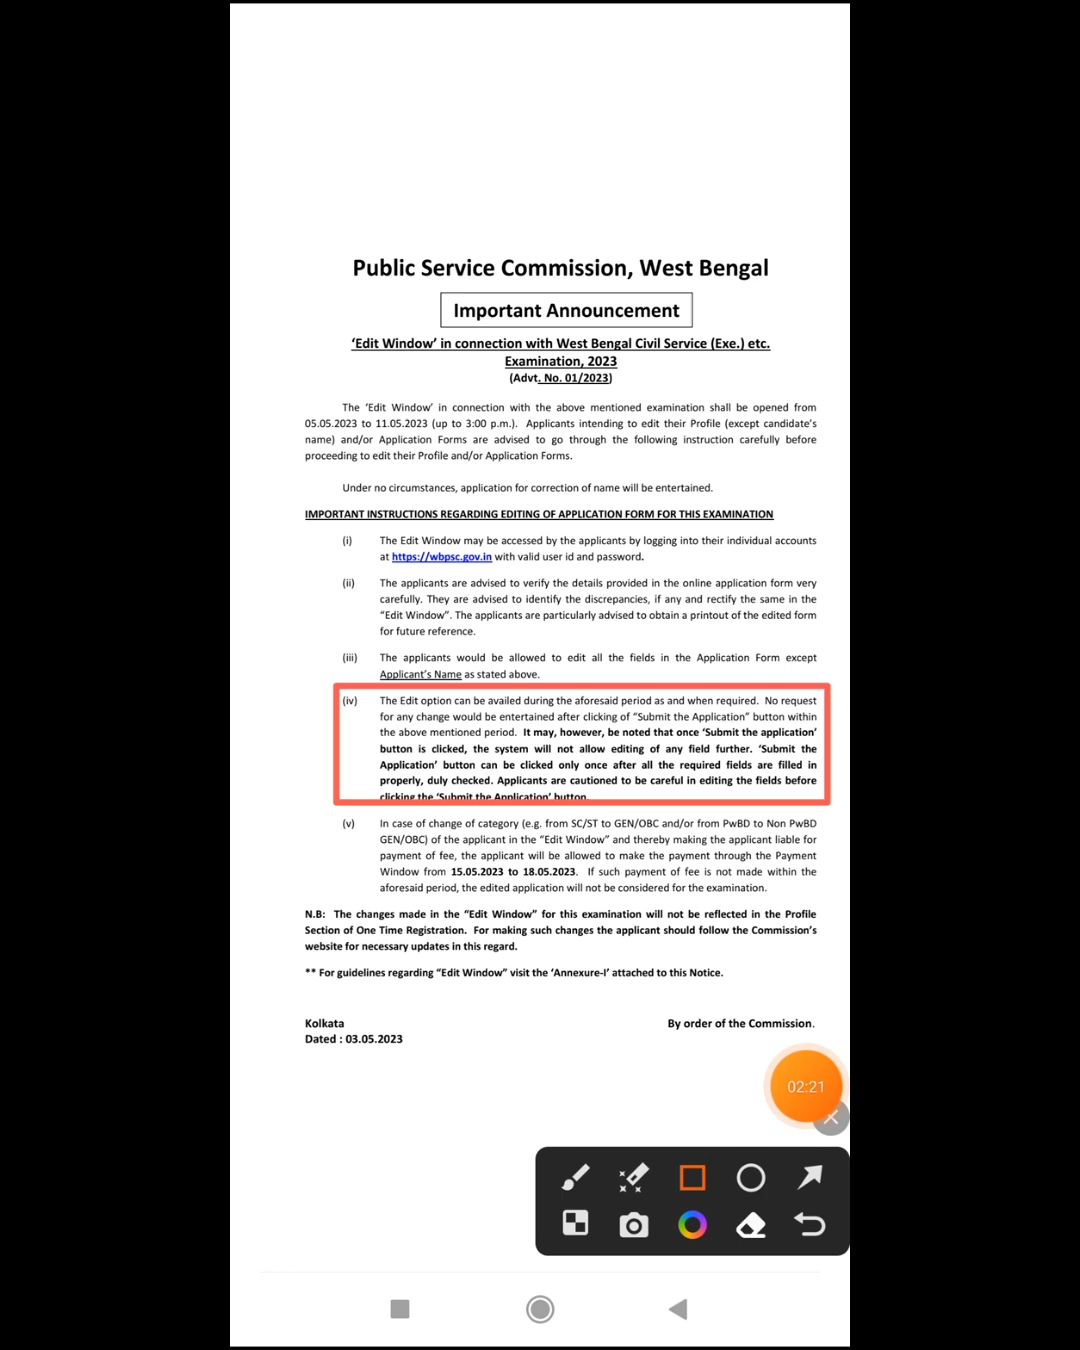 Public Service Commission, West Bengal
Important Announcement
‘Edit Window’ in connection with West Bengal Civil Service (Exe.) etc.
Examination, 2023
(Advt. No. 01/2023)
The ‘Edit Window’ in connection with the above mentioned examination shall be opened from
05.05.2023 to 11.05.2023 (up to 3:00 p.m.). Applicants intending to edit their Profile (except candidate’s
name) and/or Application Forms are advised to go through the following instruction carefully before
proceeding to edit their Profile and/or Application Forms.
Under no circumstances, application for correction of name will be entertained.
IMPORTANT INSTRUCTIONS REGARDING EDITING OF APPLICATION FORM FOR THIS EXAMINATION
(i) The Edit Window may be accessed by the applicants by logging into their individual accounts
at https://wbpsc.gov.in with valid user id and password.
(ii) The applicants are advised to verify the details provided in the online application form very
carefully. They are advised to identify the discrepancies, if any and rectify the same in the
“Edit Window”. The applicants are particularly advised to obtain a printout of the edited form
for future reference.
(iii) The applicants would be allowed to edit all the fields in the Application Form except
Applicant’s Name as stated above.
(iv) The Edit option can be availed during the aforesaid period as and when required. No request
for any change would be entertained after clicking of “Submit the Application” button within
the above mentioned period. It may, however, be noted that once ‘Submit the application’
button is clicked, the system will not allow editing of any field further. ‘Submit the
Application’ button can be clicked only once after all the required fields are filled in
properly, duly checked. Applicants are cautioned to be careful in editing the fields before
clicking the ‘Submit the Application’ button.
(v) In case of change of category (e.g. from SC/ST to GEN/OBC and/or from PwBD to Non PwBD
GEN/OBC) of the applicant in the “Edit Window” and thereby making the applicant liable for
payment of fee, the applicant will be allowed to make the payment through the Payment
Window from 15.05.2023 to 18.05.2023. If such payment of fee is not made within the
aforesaid period, the edited application will not be considered for the examination.
N.B: The changes made in the “Edit Window” for this examination will not be reflected in the Profile
Section of One Time Registration. For making such changes the applicant should follow the Commission’s
website for necessary updates in this regard.
** For guidelines regarding “Edit Window” visit the ‘Annexure-I’ attached to this Notice.
Kolkata By order of the Commission.
Dated : 03.05.2023
02:21